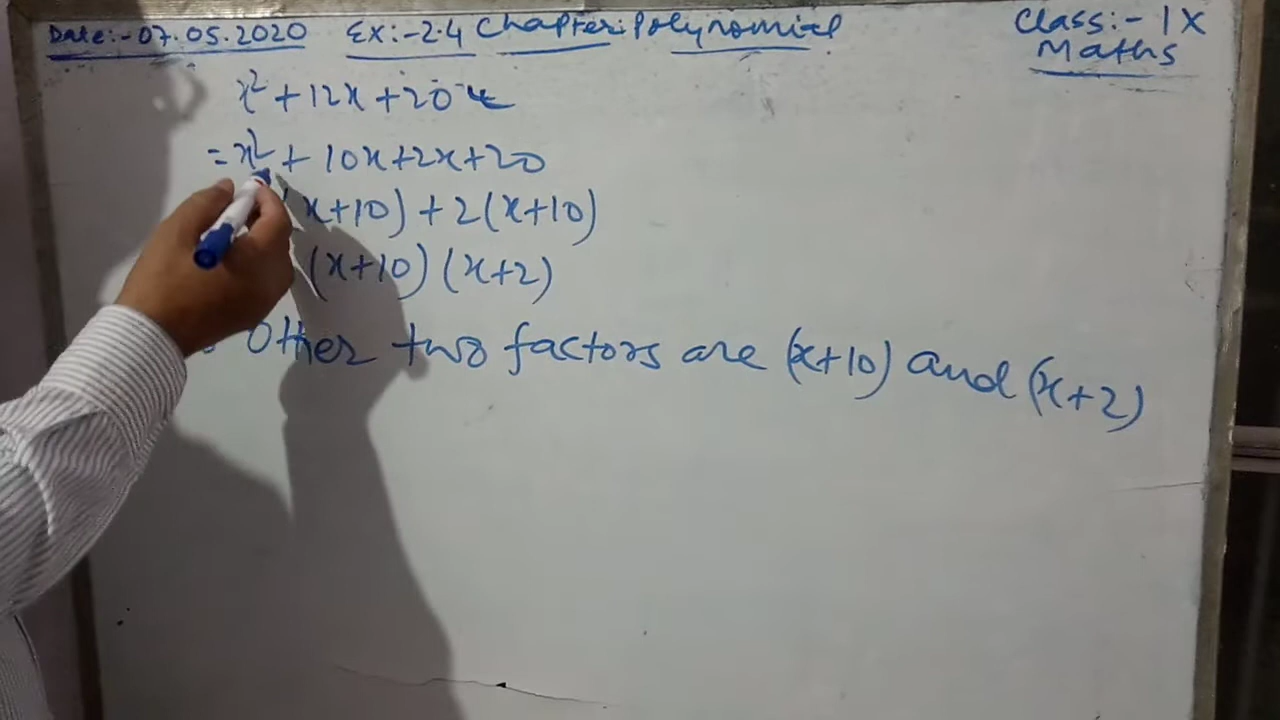 Date:-07.05.2020 Ex:-2.4 Chapter:Polynomial Class:-IX
Maths
x²+12x+20
=x²+10x+2x+20
(x+10)+2(x+10)
(x+10)(x+2)
Other two factors are (x+10) and (x+2)